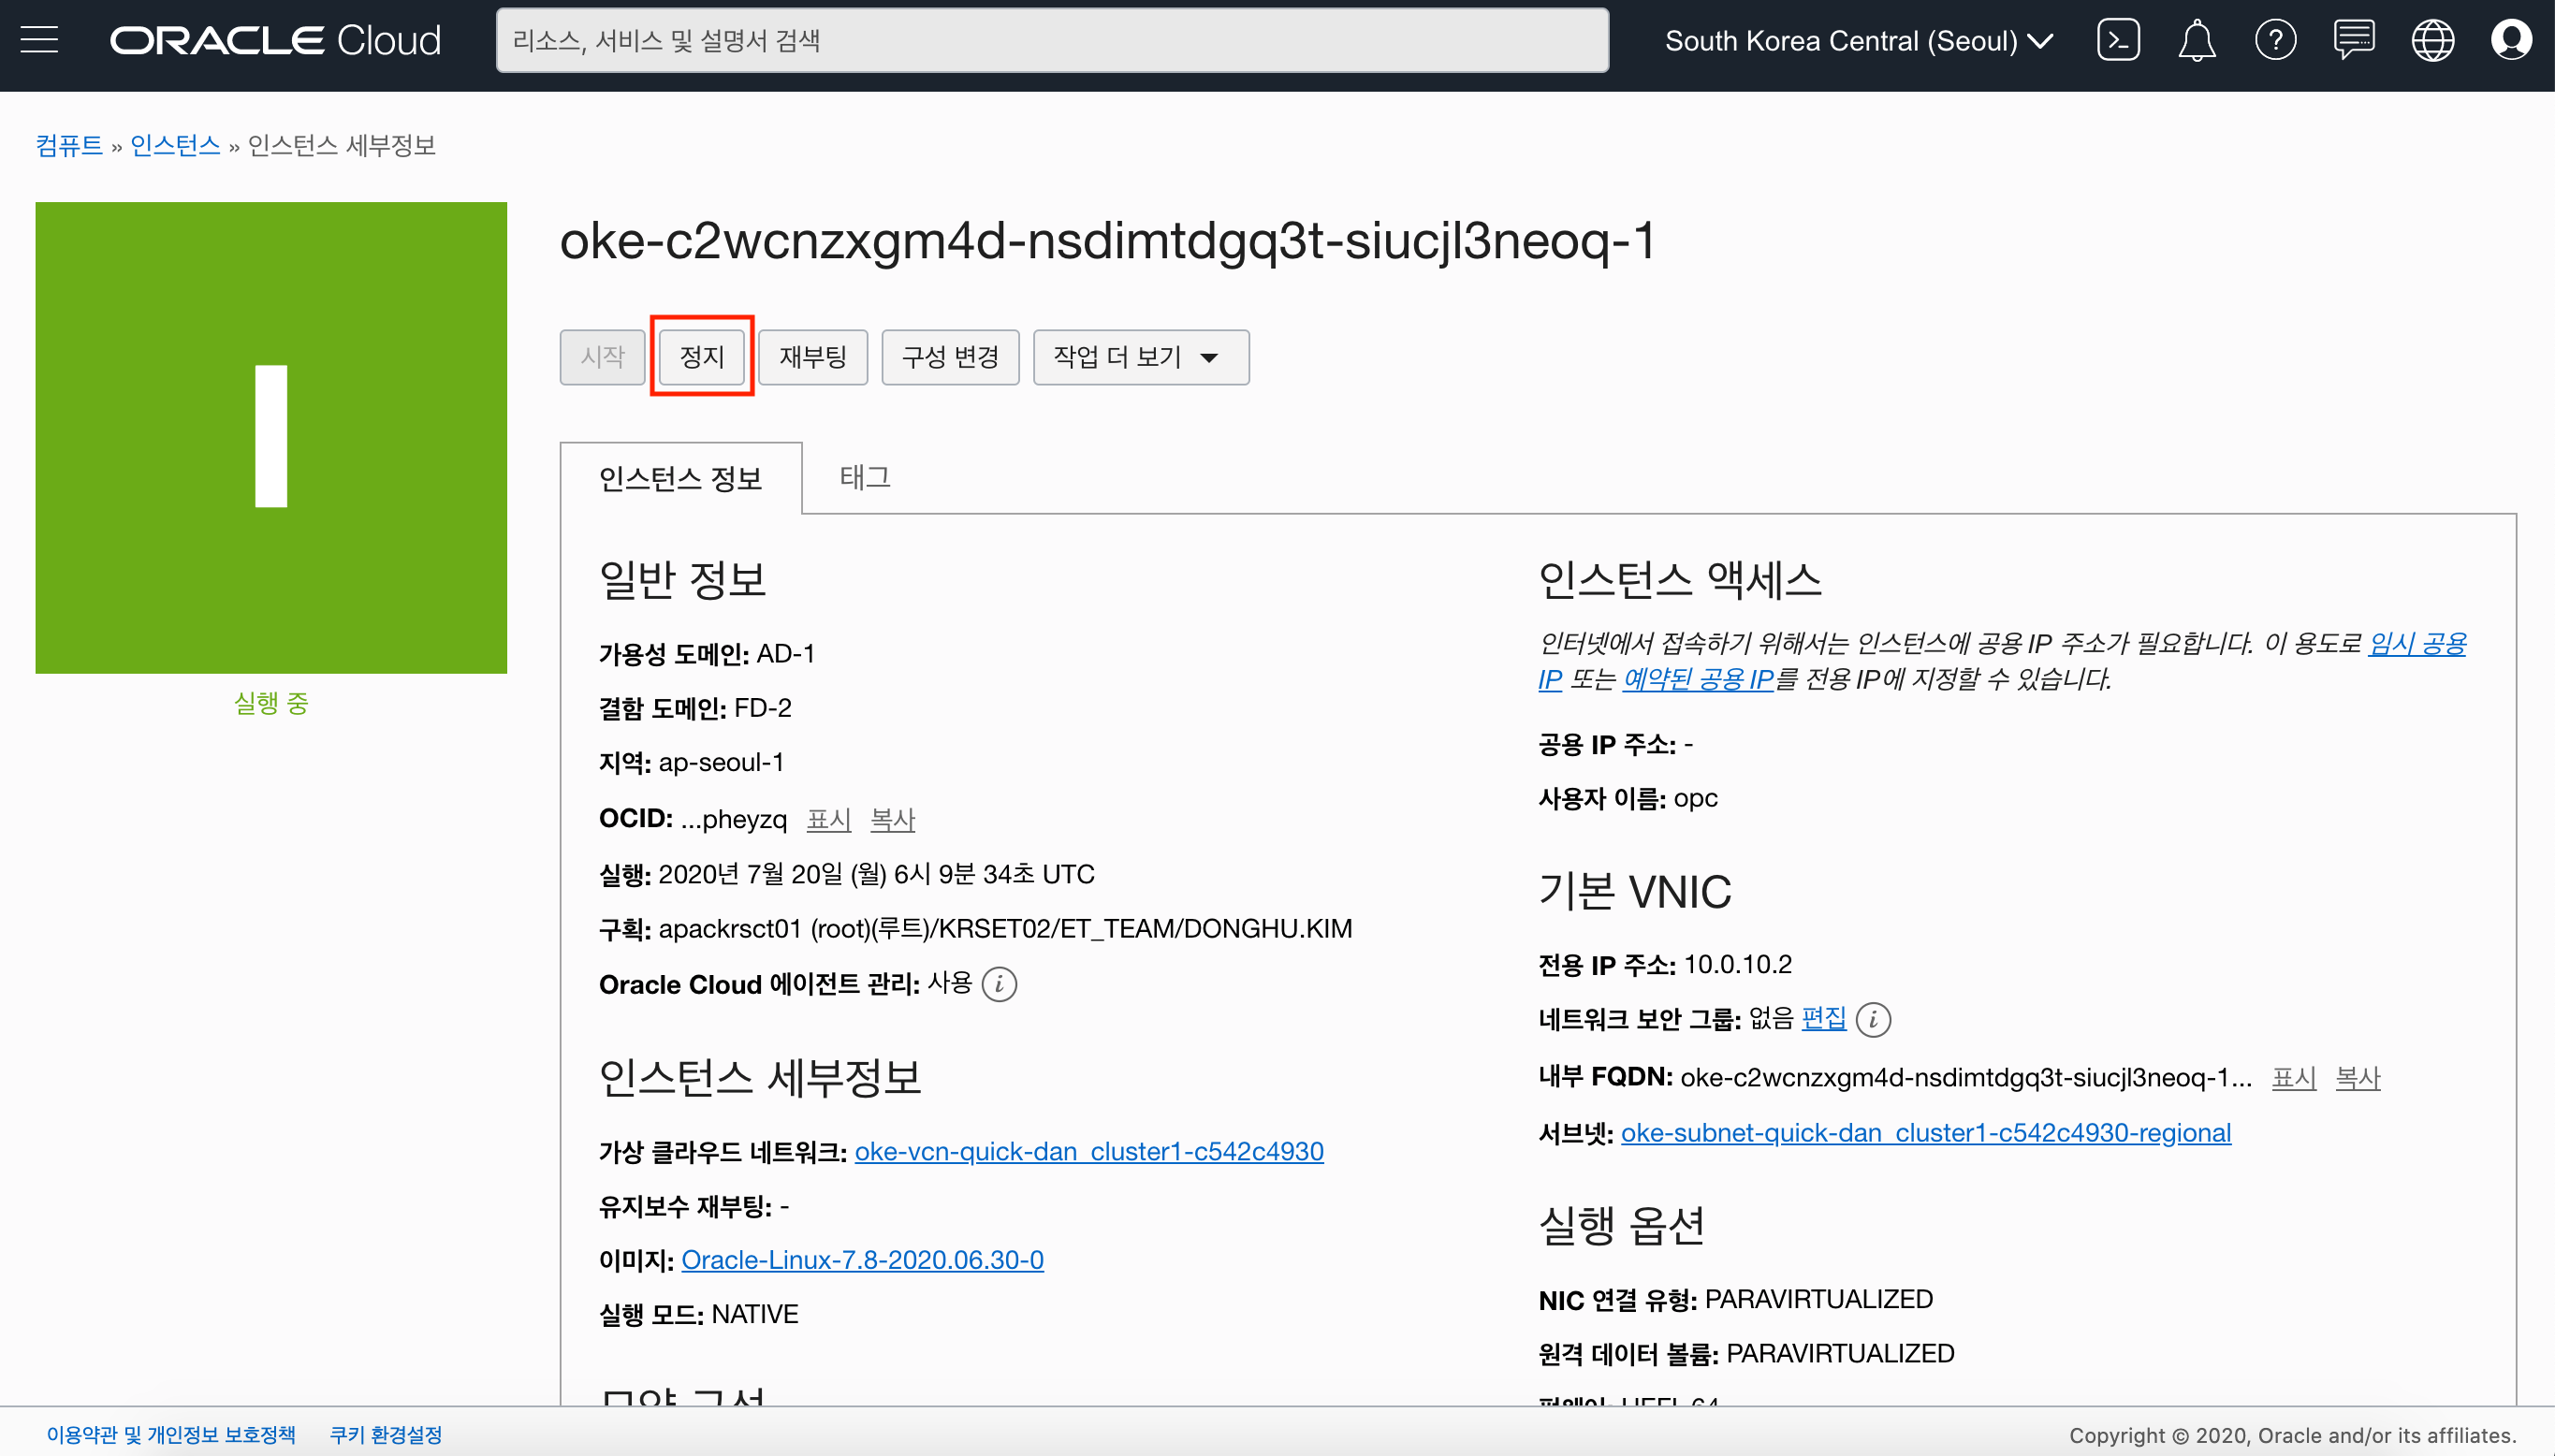 ORACLE Cloud
리소스, 서비스 및 설명서 검색
South Korea Central (Seoul)
컴퓨트 » 인스턴스 » 인스턴스 세부정보
I
실행 중
oke-c2wcnzxgm4d-nsdimtdgq3t-siucjl3neoq-1
시작 정지 재부팅 구성 변경 작업 더 보기
인스턴스 정보 태그
일반 정보
가용성 도메인: AD-1
결함 도메인: FD-2
지역: ap-seoul-1
OCID: ...pheyzq 표시 복사
실행: 2020년 7월 20일 (월) 6시 9분 34초 UTC
구획: apackrsct01 (root)(루트)/KRSET02/ET_TEAM/DONGHU.KIM
Oracle Cloud 에이전트 관리: 사용 i
인스턴스 세부정보
가상 클라우드 네트워크: oke-vcn-quick-dan_cluster1-c542c4930
유지보수 재부팅: -
이미지: Oracle-Linux-7.8-2020.06.30-0
실행 모드: NATIVE
인스턴스 액세스
인터넷에서 접속하기 위해서는 인스턴스에 공용 IP 주소가 필요합니다. 이 용도로 임시 공용
IP 또는 예약된 공용 IP를 전용 IP에 지정할 수 있습니다.
공용 IP 주소: -
사용자 이름: opc
기본 VNIC
전용 IP 주소: 10.0.10.2
네트워크 보안 그룹: 없음 편집 i
내부 FQDN: oke-c2wcnzxgm4d-nsdimtdgq3t-siucjl3neoq-1... 표시 복사
서브넷: oke-subnet-quick-dan_cluster1-c542c4930-regional
실행 옵션
NIC 연결 유형: PARAVIRTUALIZED
원격 데이터 볼륨: PARAVIRTUALIZED
이용약관 및 개인정보 보호정책 쿠키 환경설정
Copyright © 2020, Oracle and/or its affiliates.